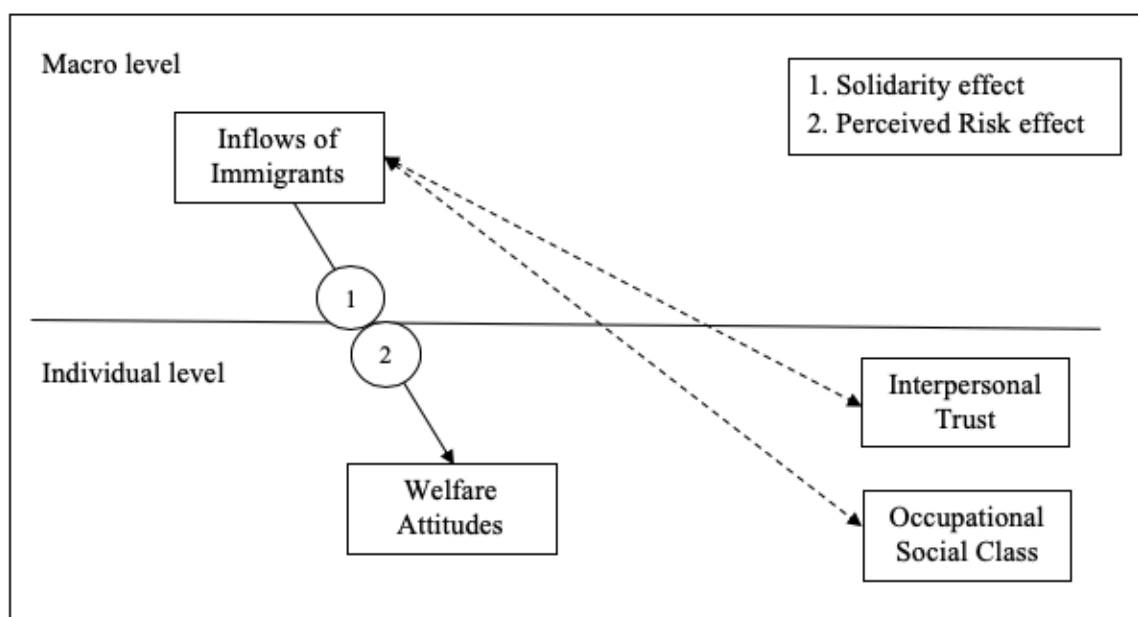 Macro level
1. Solidarity effect
2. Perceived Risk effect
Inflows of
Immigrants
1
2
Individual level
Interpersonal
Trust
Welfare
Attitudes
Occupational
Social Class